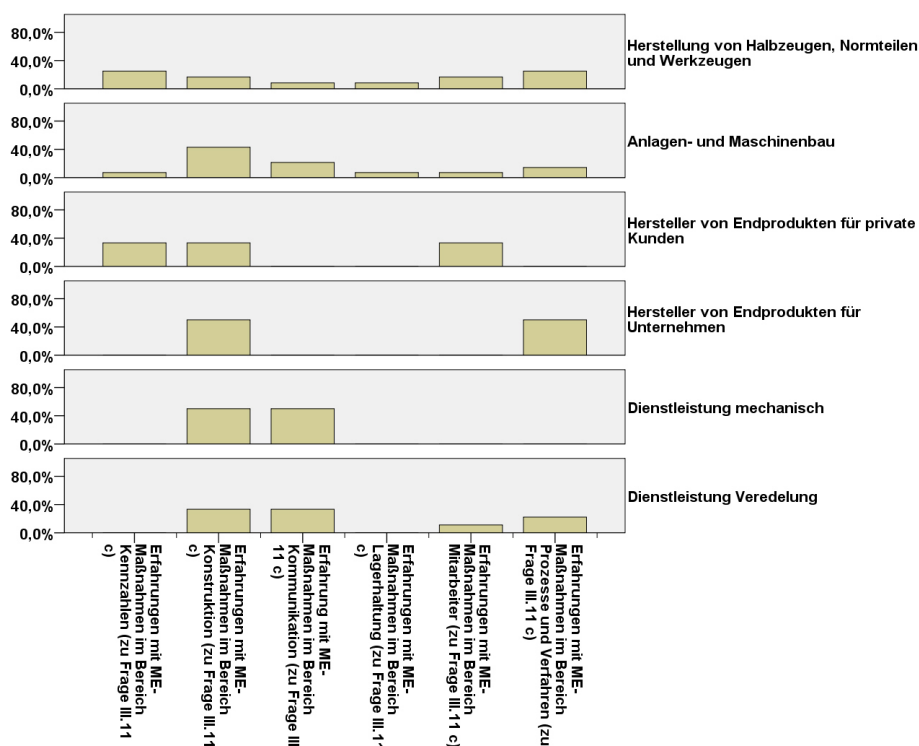 80,0%
40,0%
0,0%
Herstellung von Halbzeugen, Normteilen
und Werkzeugen
80,0%
40,0%
0,0%
Anlagen- und Maschinenbau
80,0%
40,0%
0,0%
Hersteller von Endprodukten für private
Kunden
80,0%
40,0%
0,0%
Hersteller von Endprodukten für
Unternehmen
80,0%
40,0%
0,0%
Dienstleistung mechanisch
80,0%
40,0%
0,0%
Dienstleistung Veredelung
Erfahrungen mit ME-
Maßnahmen im Bereich
Kennzahlen (zu Frage III.11
c)
Erfahrungen mit ME-
Maßnahmen im Bereich
Konstruktion (zu Frage III.11
c)
Erfahrung mit ME-
Maßnahmen im Bereich
Kommunikation (zu Frage III
11 c)
Erfahrungen mit ME-
Maßnahmen im Bereich
Lagerhaltung (zu Frage III.11
c)
Erfahrungen mit ME-
Maßnahmen im Bereich
Mitarbeiter (zu Frage III.11 c)
Erfahrungen mit ME-
Maßnahmen im Bereich
Prozesse und Verfahren (zu
Frage III.11 c)